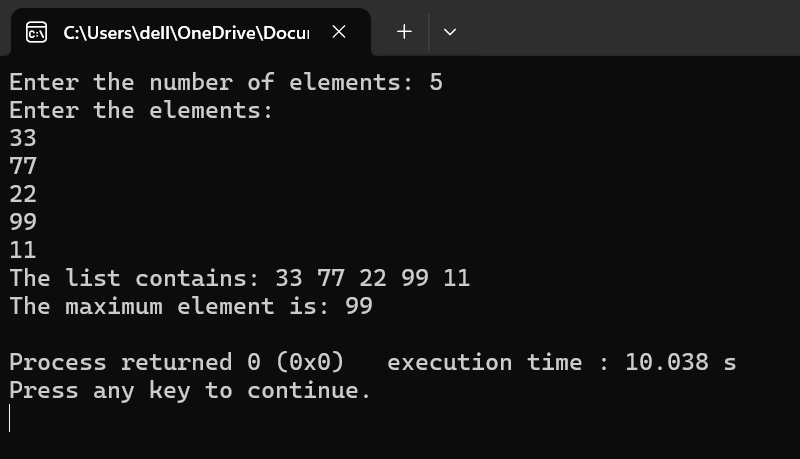 C:\Users\dell\OneDrive\Docu
Enter the number of elements: 5
Enter the elements:
33
77
22
99
11
The list contains: 33 77 22 99 11
The maximum element is: 99
Process returned 0 (0x0)   execution time : 10.038 s
Press any key to continue.